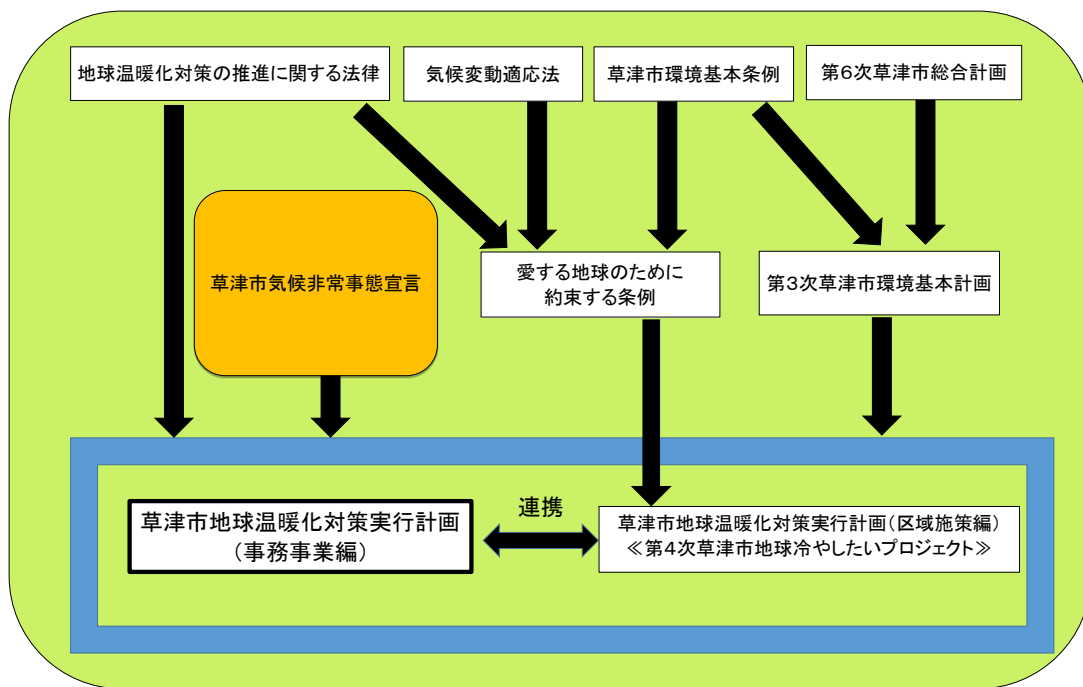 地球温暖化対策の推進に関する法律
気候変動適応法
草津市環境基本条例
第6次草津市総合計画
草津市気候非常事態宣言
愛する地球のために
約束する条例
第3次草津市環境基本計画
草津市地球温暖化対策実行計画
（事務事業編）
連携
草津市地球温暖化対策実行計画（区域施策編）
≪第4次草津市地球冷やしたいプロジェクト≫